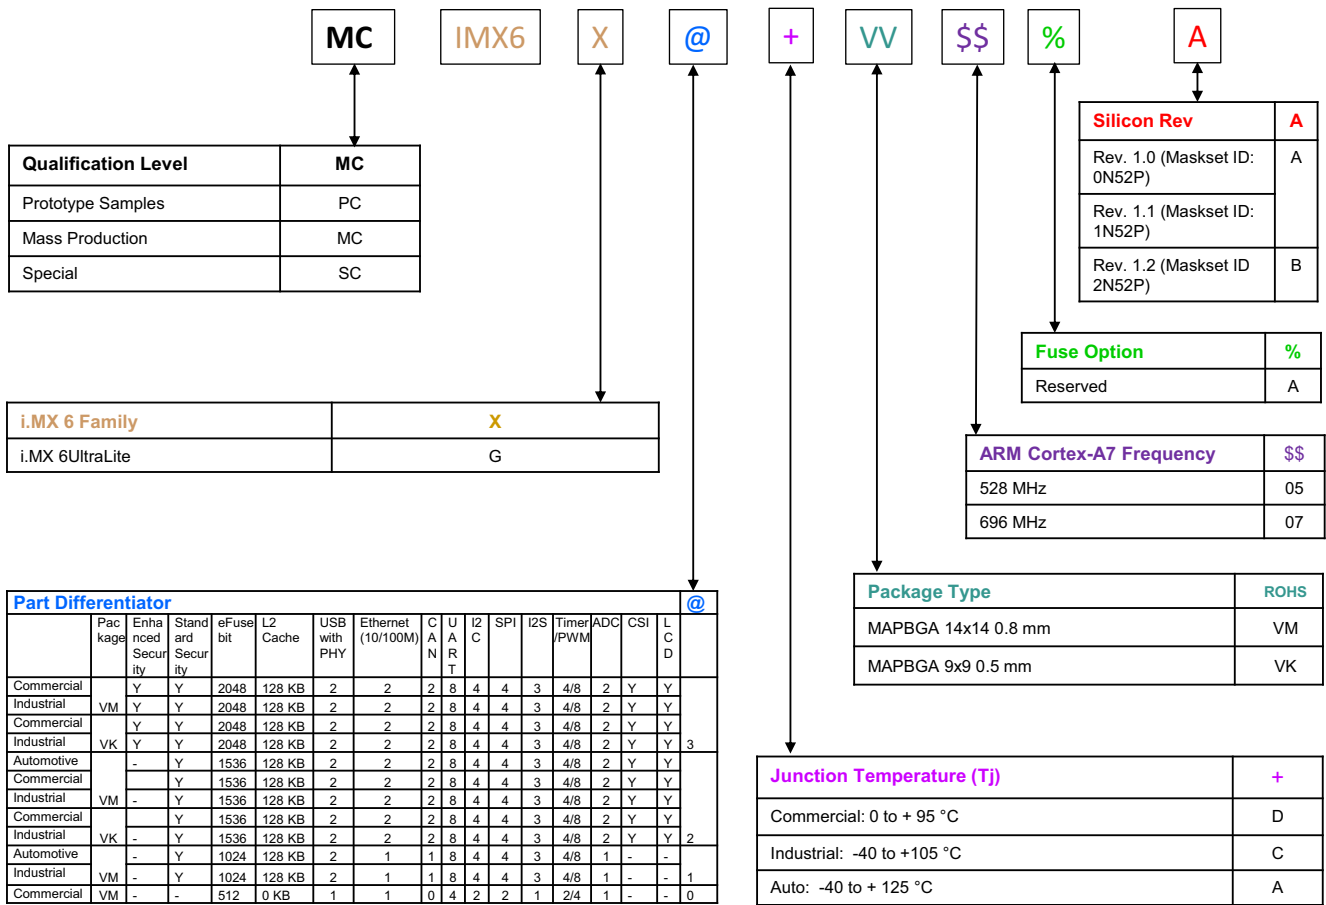 MC IMX6 X @ + VV $$ % A
Silicon Rev A
Rev. 1.0 (Maskset ID: 0N52P) A
Rev. 1.1 (Maskset ID: 1N52P)
Rev. 1.2 (Maskset ID 2N52P) B
Qualification Level MC
Prototype Samples PC
Mass Production MC
Special SC
Fuse Option %
Reserved A
i.MX 6 Family X
i.MX 6UltraLite G
ARM Cortex-A7 Frequency $$
528 MHz 05
696 MHz 07
Package Type ROHS
MAPBGA 14x14 0.8 mm VM
MAPBGA 9x9 0.5 mm VK
Part Differentiator @
Package Enhanced Security Standard Security eFuse bit L2 Cache USB with PHY Ethernet (10/100M) CAN UART I2C SPI I2S Timer/PWM ADC CSI LCD
Commercial Y Y 2048 128 KB 2 2 2 8 4 4 3 4/8 2 Y Y
Industrial VM Y Y 2048 128 KB 2 2 2 8 4 4 3 4/8 2 Y Y
Commercial Y Y 2048 128 KB 2 2 2 8 4 4 3 4/8 2 Y Y
Industrial VK Y Y 2048 128 KB 2 2 2 8 4 4 3 4/8 2 Y Y 3
Automotive - Y 1536 128 KB 2 2 2 8 4 4 3 4/8 2 Y Y
Commercial Y 1536 128 KB 2 2 2 8 4 4 3 4/8 2 Y Y
Industrial VM - Y 1536 128 KB 2 2 2 8 4 4 3 4/8 2 Y Y
Commercial Y 1536 128 KB 2 2 2 8 4 4 3 4/8 2 Y Y
Industrial VK - Y 1536 128 KB 2 2 2 8 4 4 3 4/8 2 Y Y 2
Automotive - Y 1024 128 KB 2 1 1 8 4 4 3 4/8 1 - -
Industrial VM - Y 1024 128 KB 2 1 1 8 4 4 3 4/8 1 - - 1
Commercial VM - - 512 0 KB 1 1 0 4 2 2 1 2/4 1 - - 0
Junction Temperature (Tj) +
Commercial: 0 to + 95 °C D
Industrial: -40 to +105 °C C
Auto: -40 to + 125 °C A